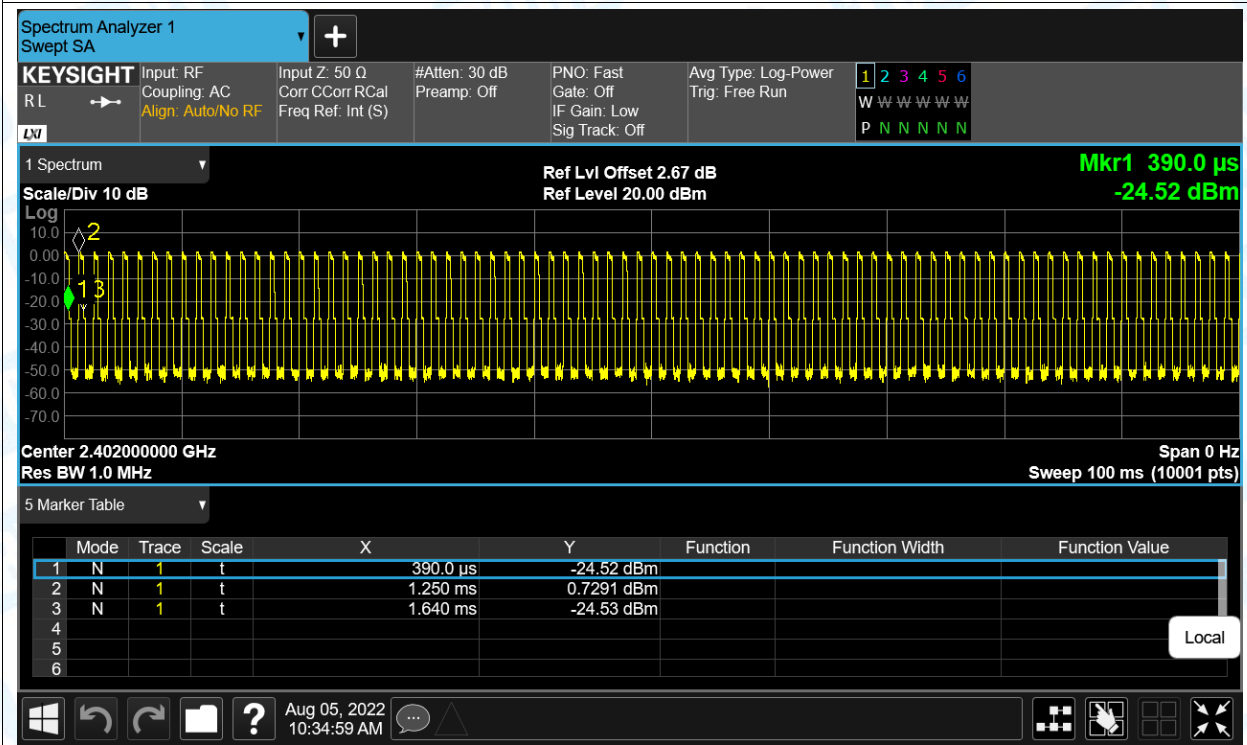 Spectrum Analyzer 1
Swept SA
KEYSIGHT
R L
LXI
Input: RF
Coupling: AC
Align: Auto/No RF
Input Z: 50 Ω
Corr CCorr RCal
Freq Ref: Int (S)
#Atten: 30 dB
Preamp: Off
PNO: Fast
Gate: Off
IF Gain: Low
Sig Track: Off
Avg Type: Log-Power
Trig: Free Run
1 2 3 4 5 6
W W W W W W
P N N N N N
1 Spectrum
Scale/Div 10 dB
Ref Lvl Offset 2.67 dB
Ref Level 20.00 dBm
Mkr1 390.0 µs
-24.52 dBm
Log
10.0
0.00
-10.0
-20.0
-30.0
-40.0
-50.0
-60.0
-70.0
2
1 3
Center 2.402000000 GHz
Res BW 1.0 MHz
Span 0 Hz
Sweep 100 ms (10001 pts)
5 Marker Table
Mode Trace Scale X Y Function Function Width Function Value
1 N 1 t 390.0 µs -24.52 dBm
2 N 1 t 1.250 ms 0.7291 dBm
3 N 1 t 1.640 ms -24.53 dBm
4
5
6
Local
?
Aug 05, 2022
10:34:59 AM